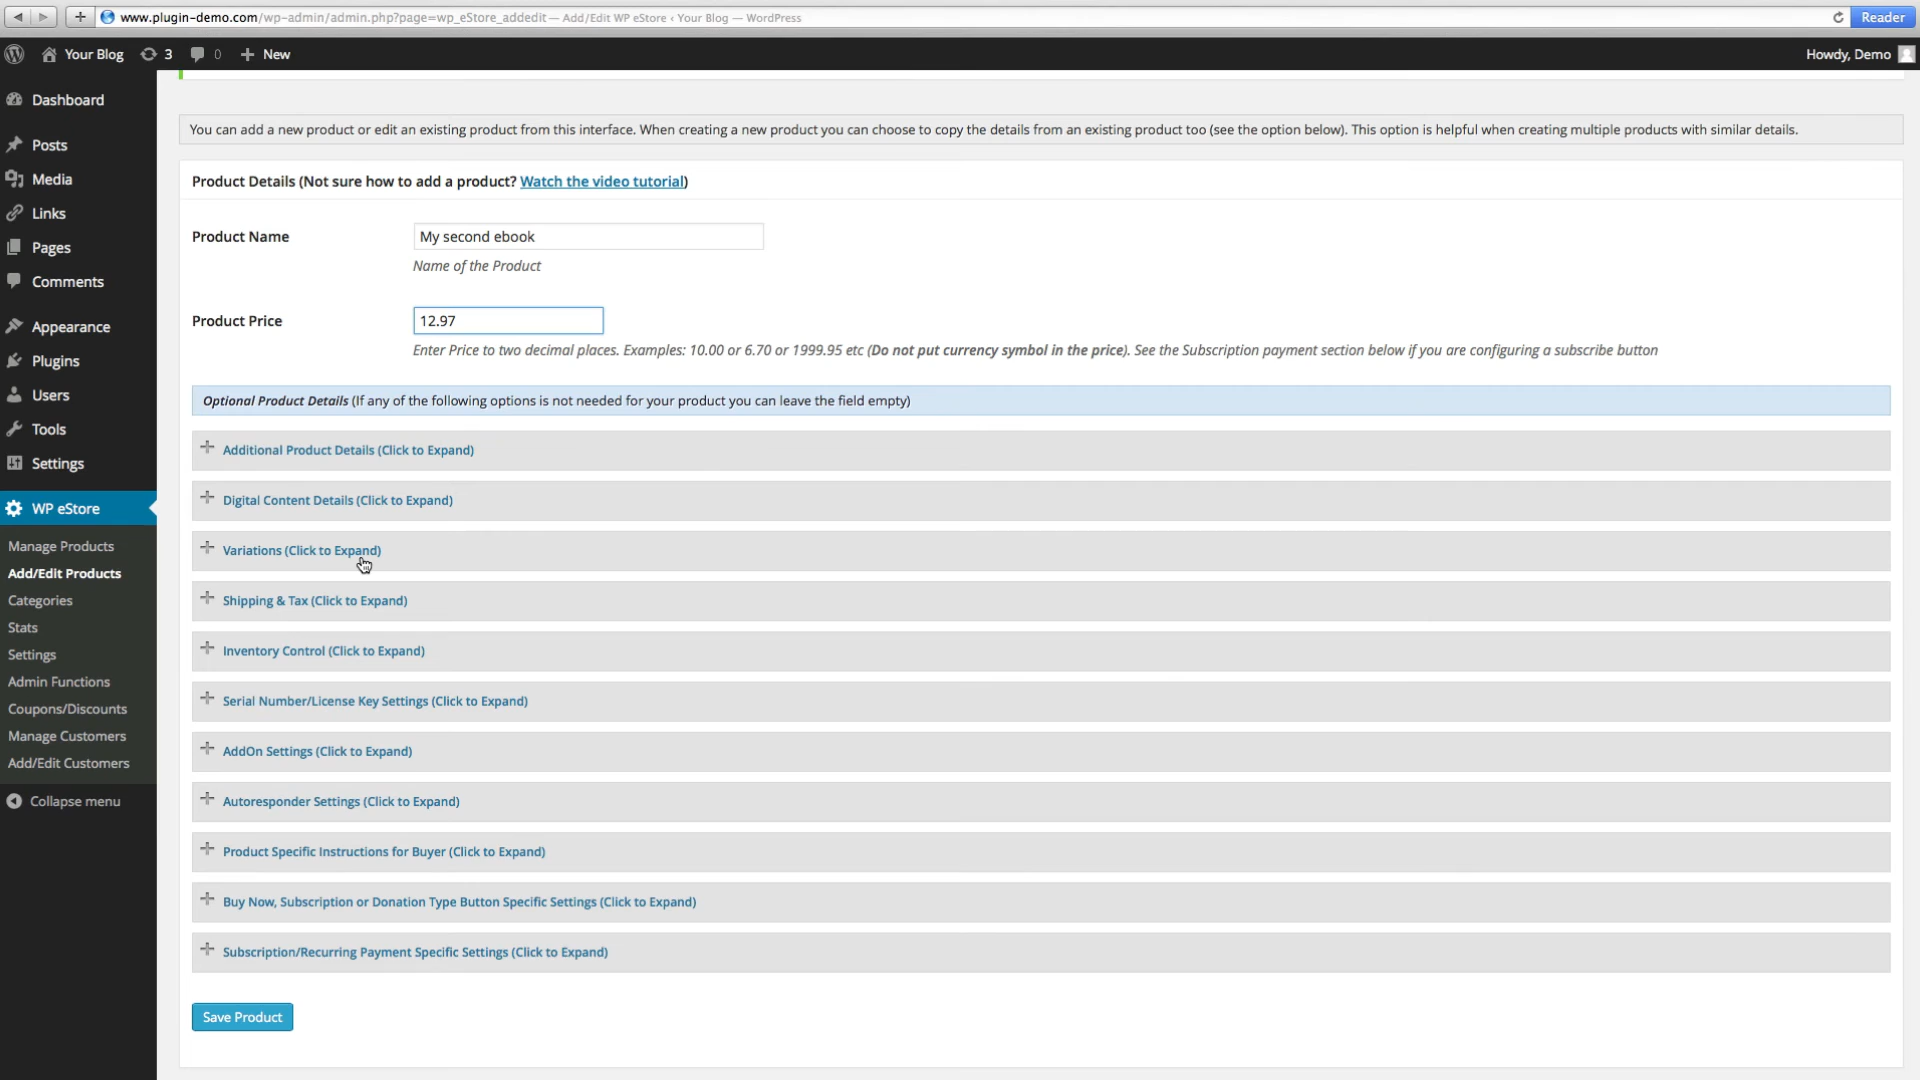 www.plugin-demo.com/wp-admin/admin.php?page=wp_eStore_addedit — Add/Edit WP eStore ‹ Your Blog — WordPress
Reader
Your Blog 3 0 New
Howdy, Demo
Dashboard
Posts
Media
Links
Pages
Comments
Appearance
Plugins
Users
Tools
Settings
WP eStore
Manage Products
Add/Edit Products
Categories
Stats
Settings
Admin Functions
Coupons/Discounts
Manage Customers
Add/Edit Customers
Collapse menu
You can add a new product or edit an existing product from this interface. When creating a new product you can choose to copy the details from an existing product too (see the option below). This option is helpful when creating multiple products with similar details.
Product Details (Not sure how to add a product? Watch the video tutorial)
Product Name
My second ebook
Name of the Product
Product Price
12.97
Enter Price to two decimal places. Examples: 10.00 or 6.70 or 1999.95 etc (Do not put currency symbol in the price). See the Subscription payment section below if you are configuring a subscribe button
Optional Product Details (If any of the following options is not needed for your product you can leave the field empty)
Additional Product Details (Click to Expand)
Digital Content Details (Click to Expand)
Variations (Click to Expand)
Shipping & Tax (Click to Expand)
Inventory Control (Click to Expand)
Serial Number/License Key Settings (Click to Expand)
AddOn Settings (Click to Expand)
Autoresponder Settings (Click to Expand)
Product Specific Instructions for Buyer (Click to Expand)
Buy Now, Subscription or Donation Type Button Specific Settings (Click to Expand)
Subscription/Recurring Payment Specific Settings (Click to Expand)
Save Product